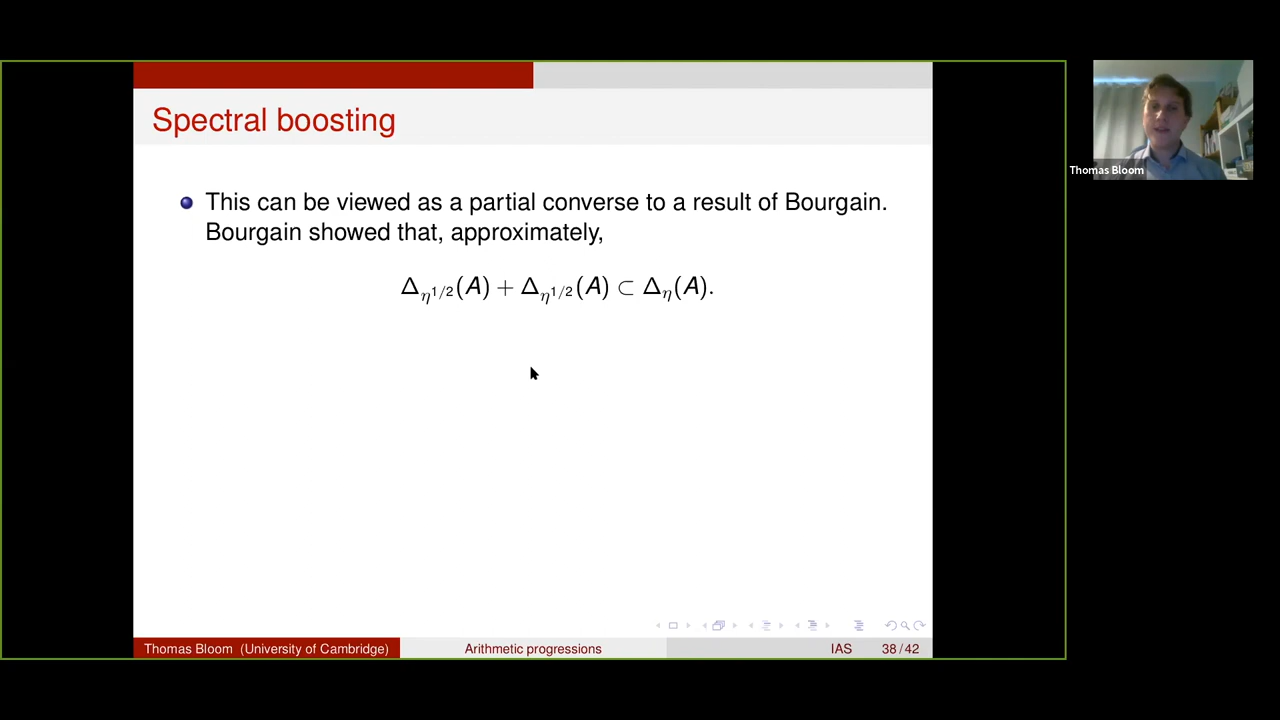 Spectral boosting
This can be viewed as a partial converse to a result of Bourgain.
Bourgain showed that, approximately,
Δ_{η^{1/2}}(A) + Δ_{η^{1/2}}(A) ⊂ Δ_η(A).
Thomas Bloom (University of Cambridge)
Arithmetic progressions
IAS
38 / 42
Thomas Bloom